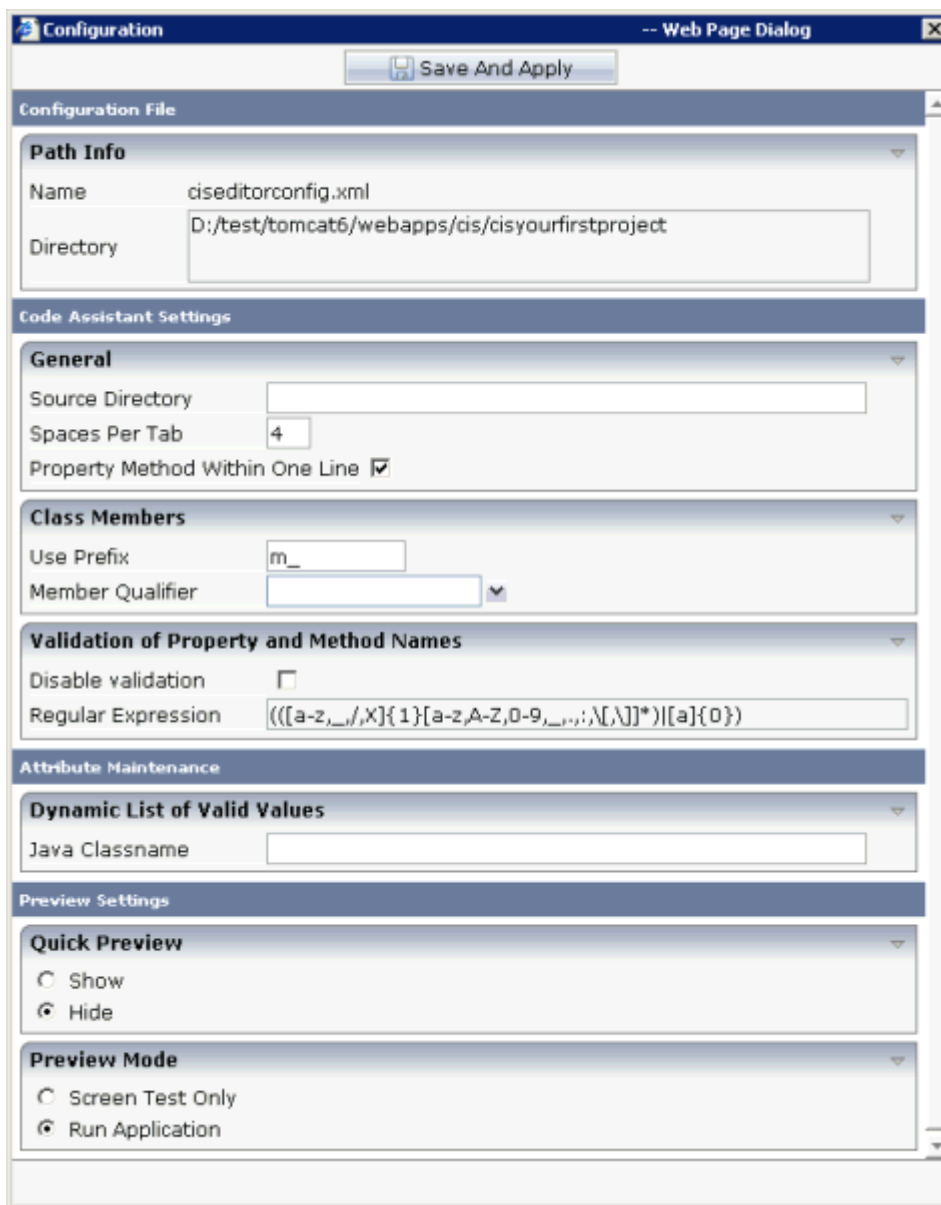 Configuration -- Web Page Dialog
Save And Apply
Configuration File
Path Info
Name ciseditorconfig.xml
Directory D:/test/tomcat6/webapps/cis/cisyourfirstproject
Code Assistant Settings
General
Source Directory
Spaces Per Tab 4
Property Method Within One Line
Class Members
Use Prefix m_
Member Qualifier
Validation of Property and Method Names
Disable validation
Regular Expression (([a-z,_,/,X]{1}[a-z,A-Z,0-9,_,.,:,\[,\]]*)|[a]{0})
Attribute Maintenance
Dynamic List of Valid Values
Java Classname
Preview Settings
Quick Preview
Show
Hide
Preview Mode
Screen Test Only
Run Application